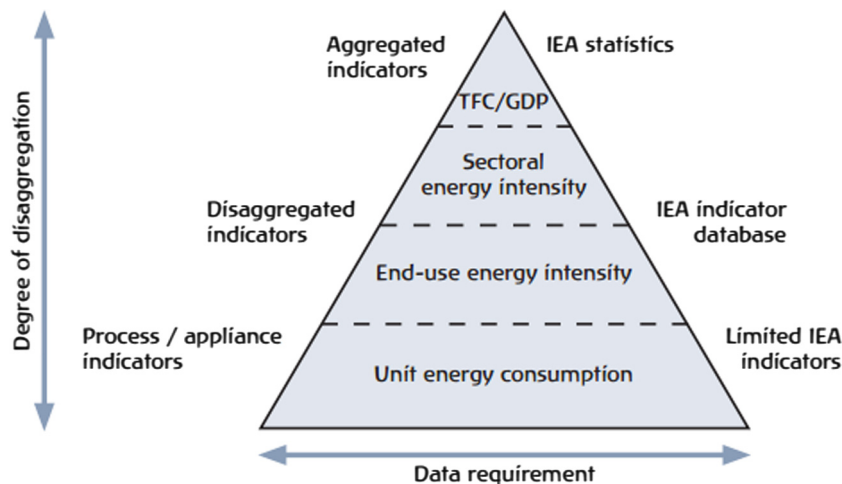 Aggregated
indicators
IEA statistics
TFC/GDP
Sectoral
energy intensity
Disaggregated
indicators
IEA indicator
database
End-use energy intensity
Process / appliance
indicators
Limited IEA
indicators
Unit energy consumption
Degree of disaggregation
Data requirement